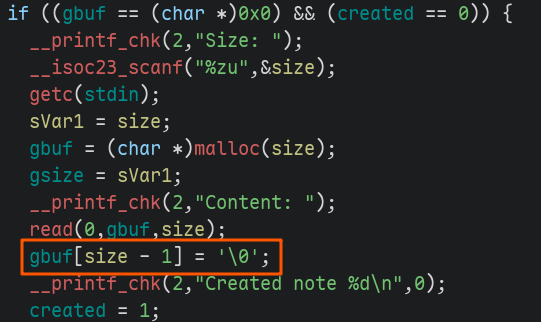 if ((gbuf == (char *)0x0) && (created == 0)) {
__printf_chk(2,"Size: ");
__isoc23_scanf("%zu",&size);
getc(stdin);
sVar1 = size;
gbuf = (char *)malloc(size);
gsize = sVar1;
__printf_chk(2,"Content: ");
read(0,gbuf,size);
gbuf[size - 1] = '\0';
__printf_chk(2,"Created note %d\n",0);
created = 1;